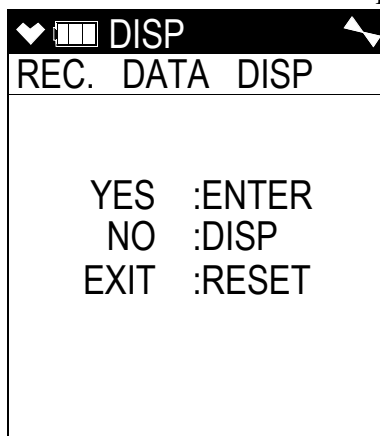 DISP
REC. DATA DISP
YES :ENTER
NO :DISP
EXIT :RESET